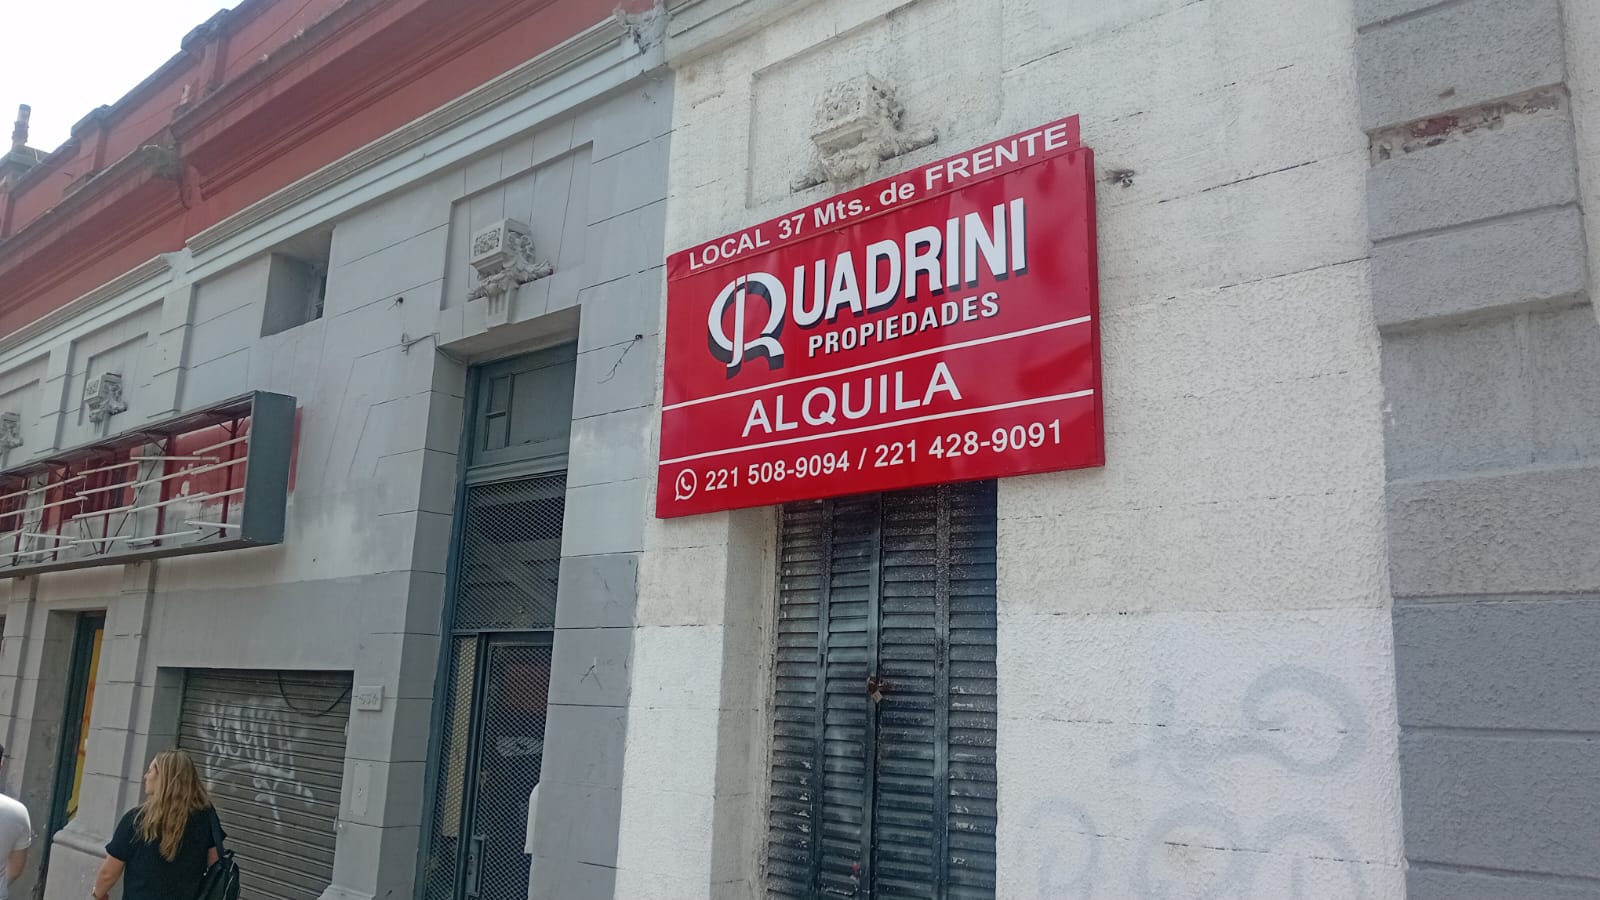 LOCAL 37 Mts. de FRENTE
QUADRINI
PROPIEDADES
ALQUILA
221 508-9094 / 221 428-9091